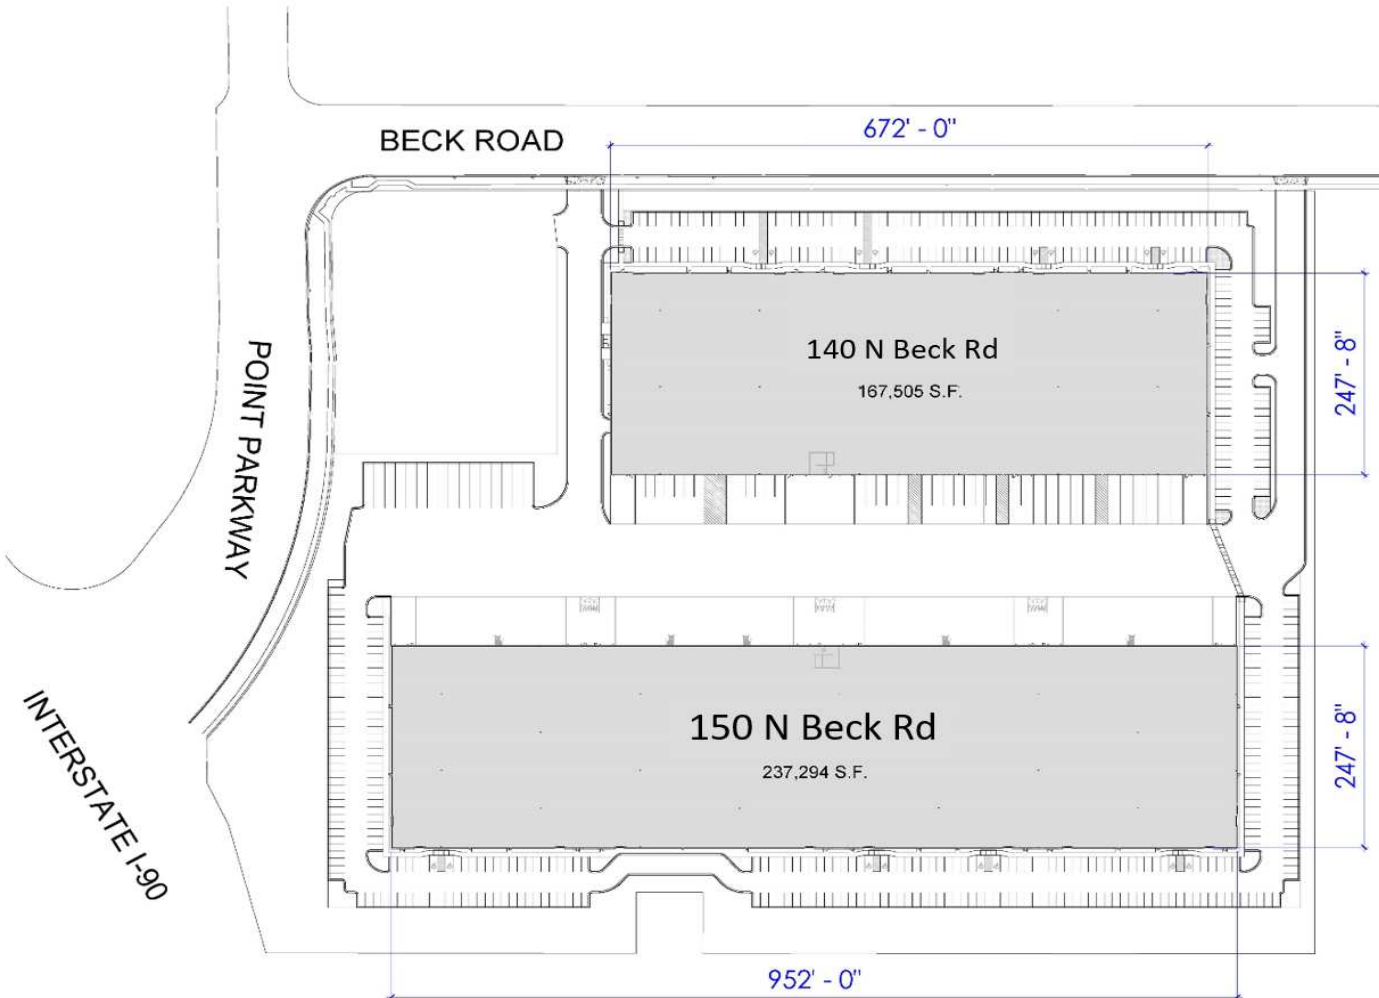 672' - 0"
BECK ROAD
140 N Beck Rd
167,505 S.F.
247' - 8"
POINT PARKWAY
150 N Beck Rd
237,294 S.F.
247' - 8"
INTERSTATE I-90
952' - 0"